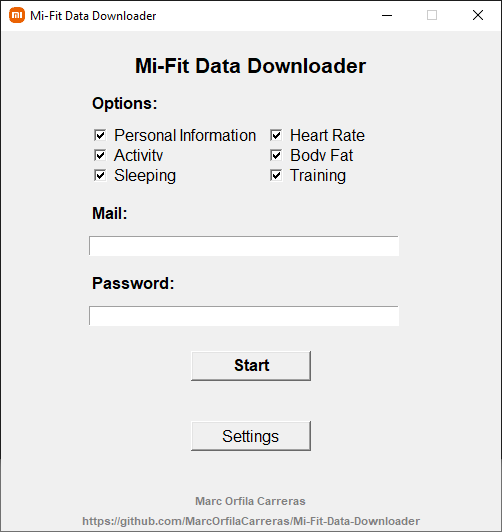 Mi-Fit Data Downloader
Mi-Fit Data Downloader
Options:
Personal Information Heart Rate
Activity Body Fat
Sleeping Training
Mail:
Password:
Start
Settings
Marc Orfila Carreras
https://github.com/MarcOrfilaCarreras/Mi-Fit-Data-Downloader